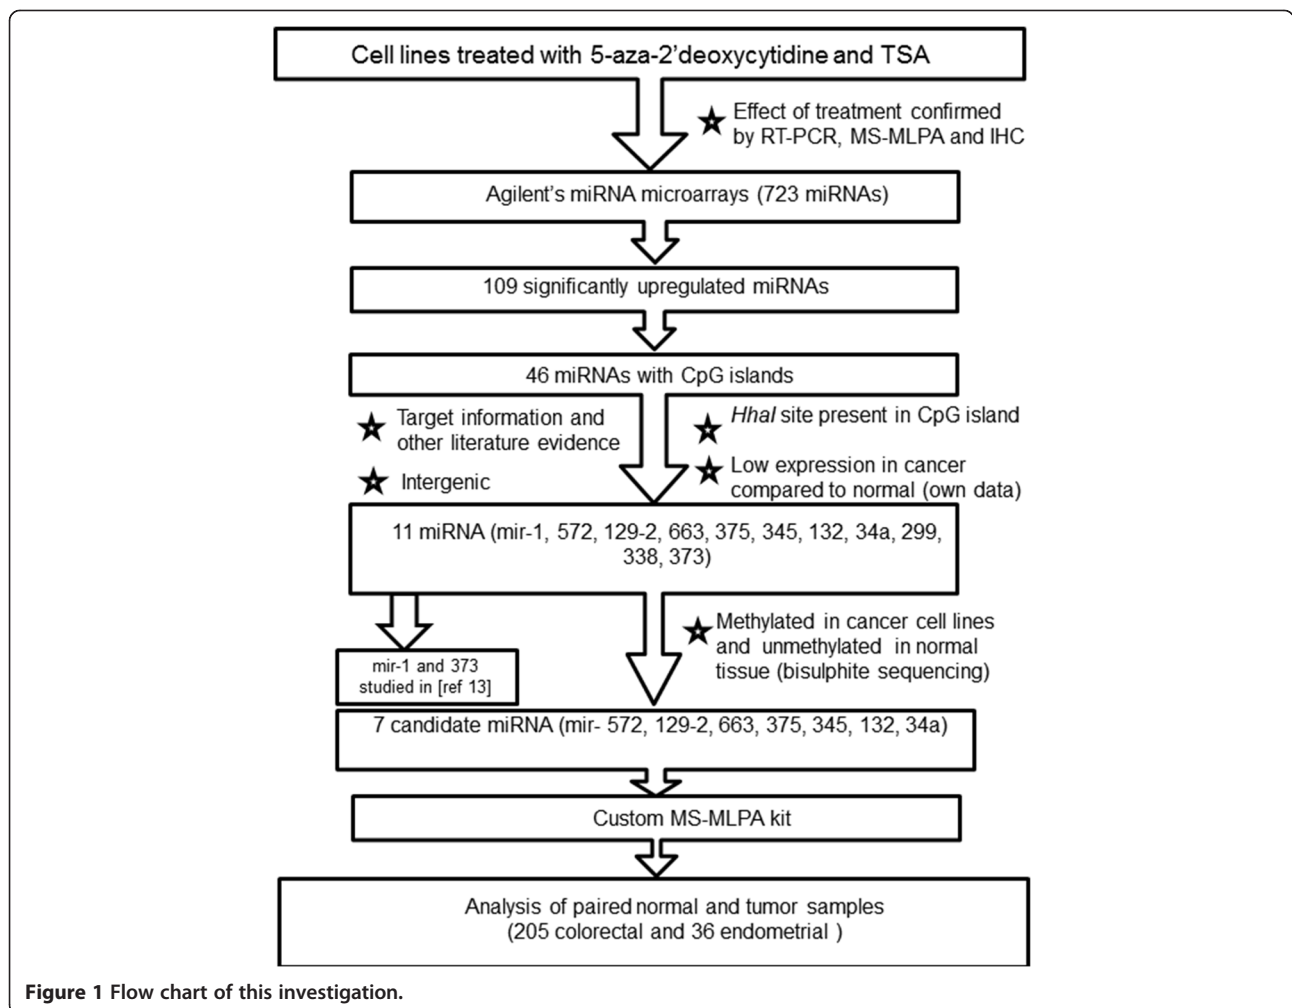 Cell lines treated with 5-aza-2'deoxycytidine and TSA
Effect of treatment confirmed
by RT-PCR, MS-MLPA and IHC
Agilent's miRNA microarrays (723 miRNAs)
109 significantly upregulated miRNAs
46 miRNAs with CpG islands
Target information and
other literature evidence
Intergenic
HhaI site present in CpG island
Low expression in cancer
compared to normal (own data)
11 miRNA (mir-1, 572, 129-2, 663, 375, 345, 132, 34a, 299,
338, 373)
mir-1 and 373
studied in [ref 13]
Methylated in cancer cell lines
and unmethylated in normal
tissue (bisulphite sequencing)
7 candidate miRNA (mir- 572, 129-2, 663, 375, 345, 132, 34a)
Custom MS-MLPA kit
Analysis of paired normal and tumor samples
(205 colorectal and 36 endometrial )
Figure 1 Flow chart of this investigation.